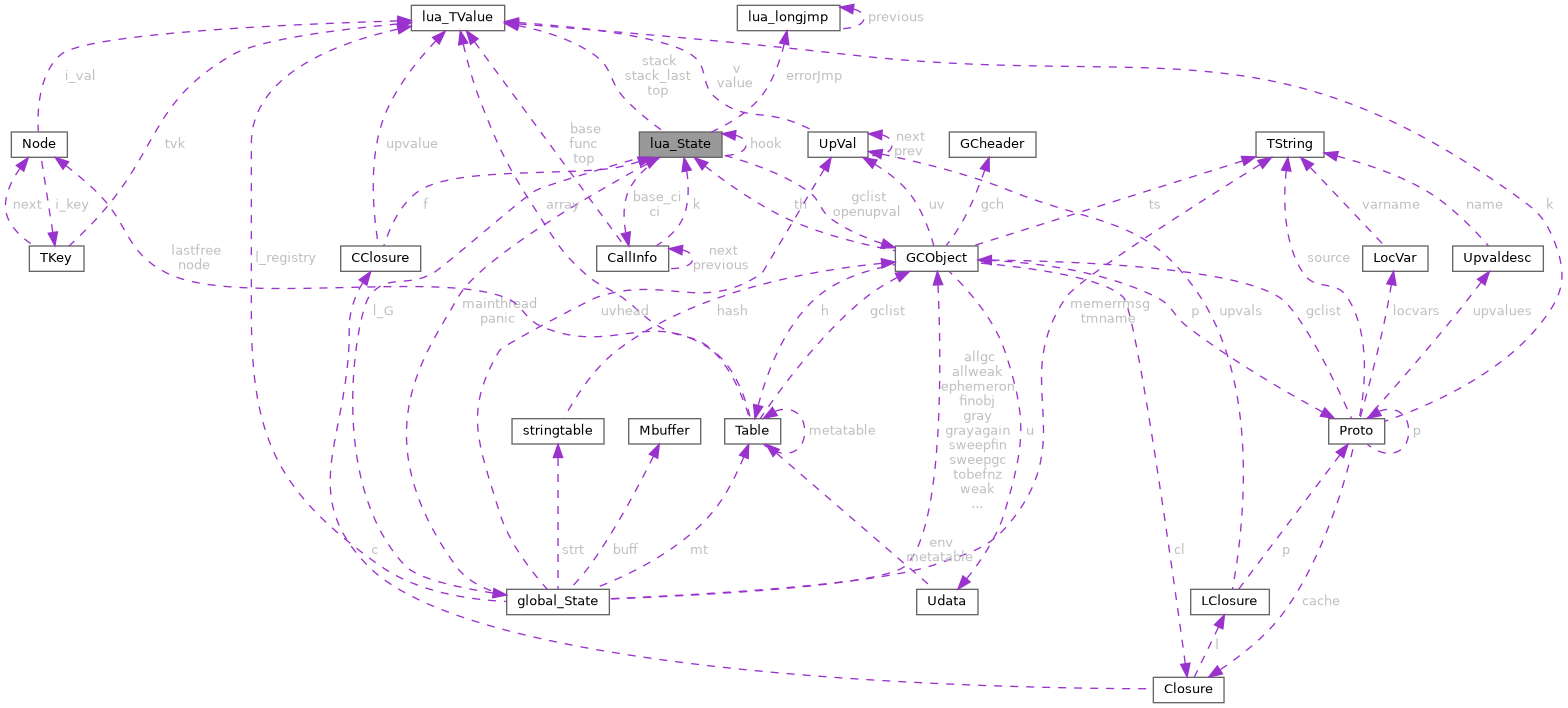 lua_TValue
lua_longjmp
previous
i_val
stack
stack_last
top
v
value
errorJmp
Node
tvk
upvalue
base
func
top
lua_State
hook
UpVal
next
prev
GCheader
TString
next
i_key
f
array
base_ci
ci
k
th
gclist
openupval
uv
gch
ts
varname
name
k
TKey
lastfree
node
l_registry
CClosure
CallInfo
next
previous
GCObject
source
LocVar
Upvaldesc
l_G
mainthread
panic
uvhead
hash
h
gclist
memerrmsg
tmname
p
upvals
gclist
locvars
upvalues
allgc
allweak
ephemeron
finobj
gray
grayagain
sweepfin
sweepgc
tobefnz
weak
...
stringtable
Mbuffer
Table
metatable
u
Proto
p
c
strt
buff
mt
env
metatable
cl
p
global_State
Udata
LClosure
cache
l
Closure